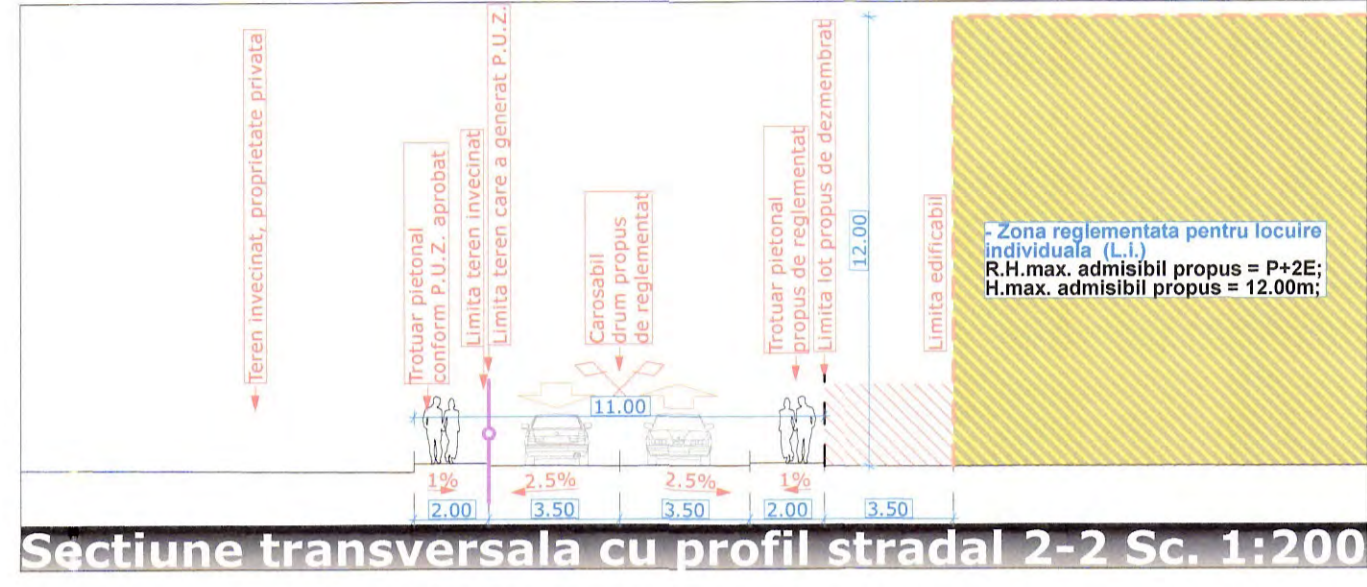 Teren invecinat, proprietate privata
Trotuar pietonal
conform P.U.Z. aprobat
Limita teren invecinat
Limita teren care a generat P.U.Z.
Carosabil
drum propus
de reglementat
Trotuar pietonal
propus de reglementat
Limita lot propus de dezmembrat
12.00
Limita edificabil
- Zona reglementata pentru locuire
individuala (L.i.)
R.H.max. admisibil propus = P+2E;
H.max. admisibil propus = 12.00m;
11.00
1% 2.5% 2.5% 1%
2.00 3.50 3.50 2.00 3.50
Sectiune transversala cu profil stradal 2-2 Sc. 1:200